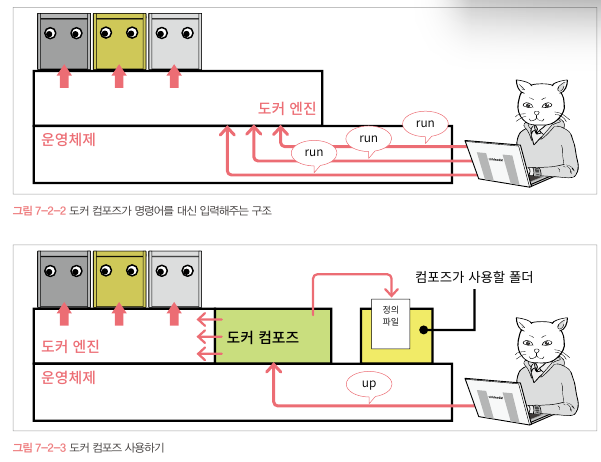 도커 엔진
운영체제
run
run
run
그림 7-2-2 도커 컴포즈가 명령어를 대신 입력해주는 구조
컴포즈가 사용할 폴더
정의
파일
도커 컴포즈
도커 엔진
운영체제
up
그림 7-2-3 도커 컴포즈 사용하기